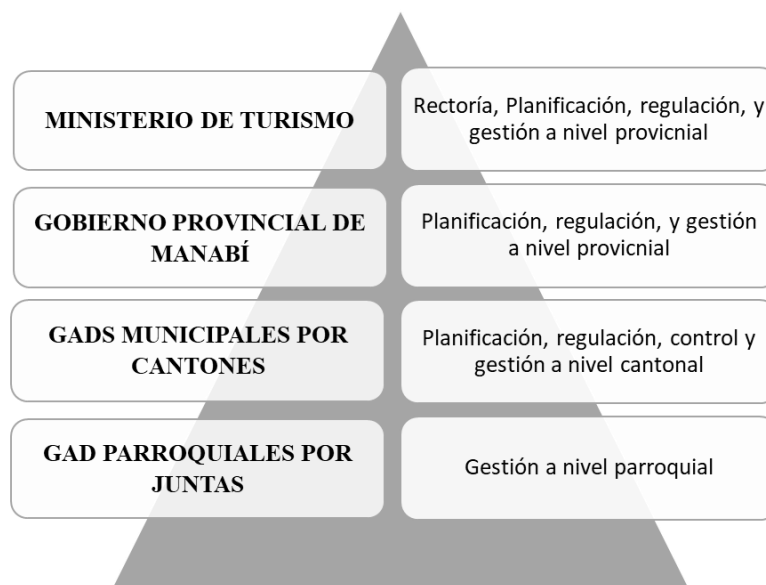 MINISTERIO DE TURISMO
Rectoría, Planificación, regulación, y
gestión a nivel provicnial
GOBIERNO PROVINCIAL DE
MANABÍ
Planificación, regulación, y gestión
a nivel provicnial
GADS MUNICIPALES POR
CANTONES
Planificación, regulación, control y
gestión a nivel cantonal
GAD PARROQUIALES POR
JUNTAS
Gestión a nivel parroquial